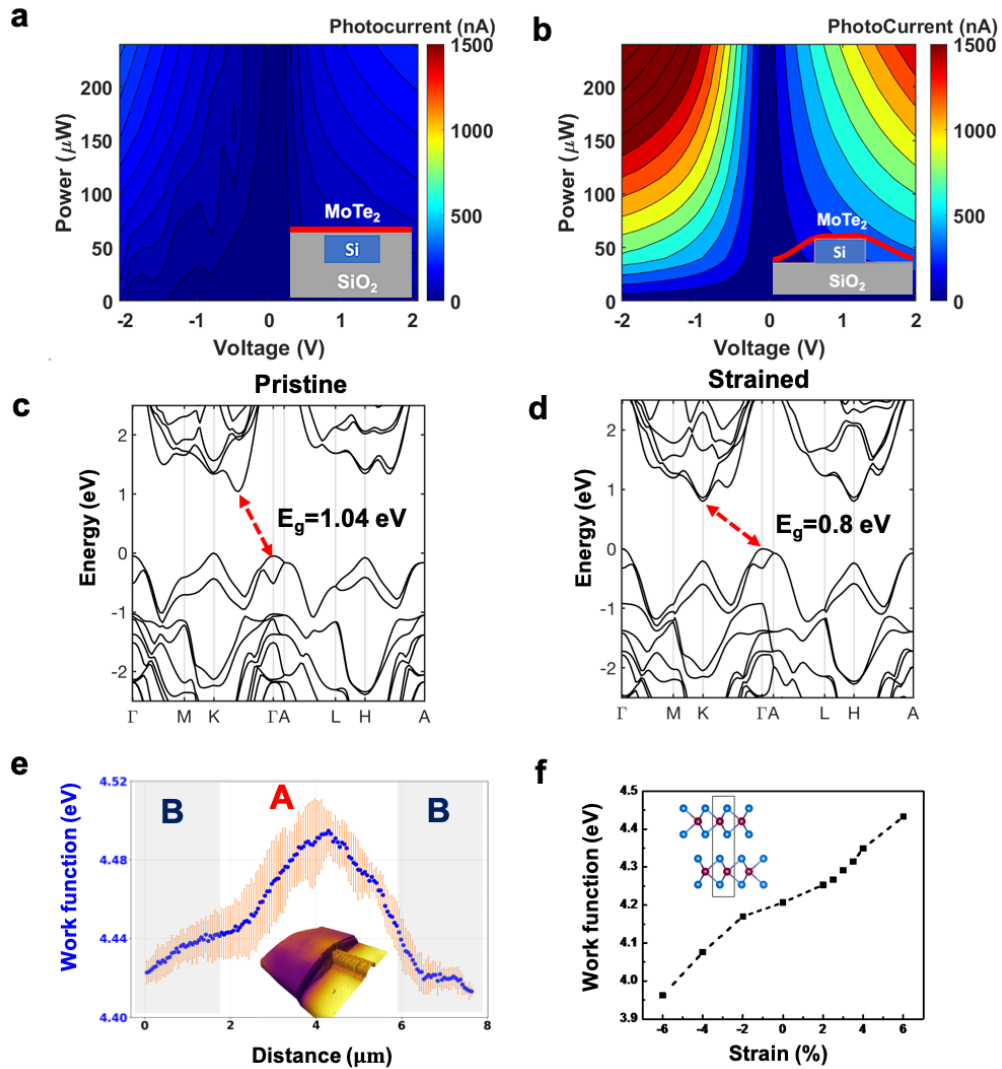 a
Photocurrent (nA)
200
150
100
50
0
Power (μW)
-2
-1
0
1
2
Voltage (V)
1500
1000
500
0
MoTe2
Si
SiO2
b
PhotoCurrent (nA)
200
150
100
50
0
Power (μW)
-2
-1
0
1
2
Voltage (V)
1500
1000
500
0
MoTe2
Si
SiO2
c
Pristine
2
1
0
-1
-2
Energy (eV)
Eg=1.04 eV
Γ M K Γ A L H A
d
Strained
2
1
0
-1
-2
Energy (eV)
Eg=0.8 eV
Γ M K Γ A L H A
e
4.52
4.48
4.44
4.40
Work function (eV)
B
A
B
0
2
4
6
8
Distance (μm)
f
4.5
4.4
4.3
4.2
4.1
4.0
3.9
Work function (eV)
-6
-4
-2
0
2
4
6
Strain (%)